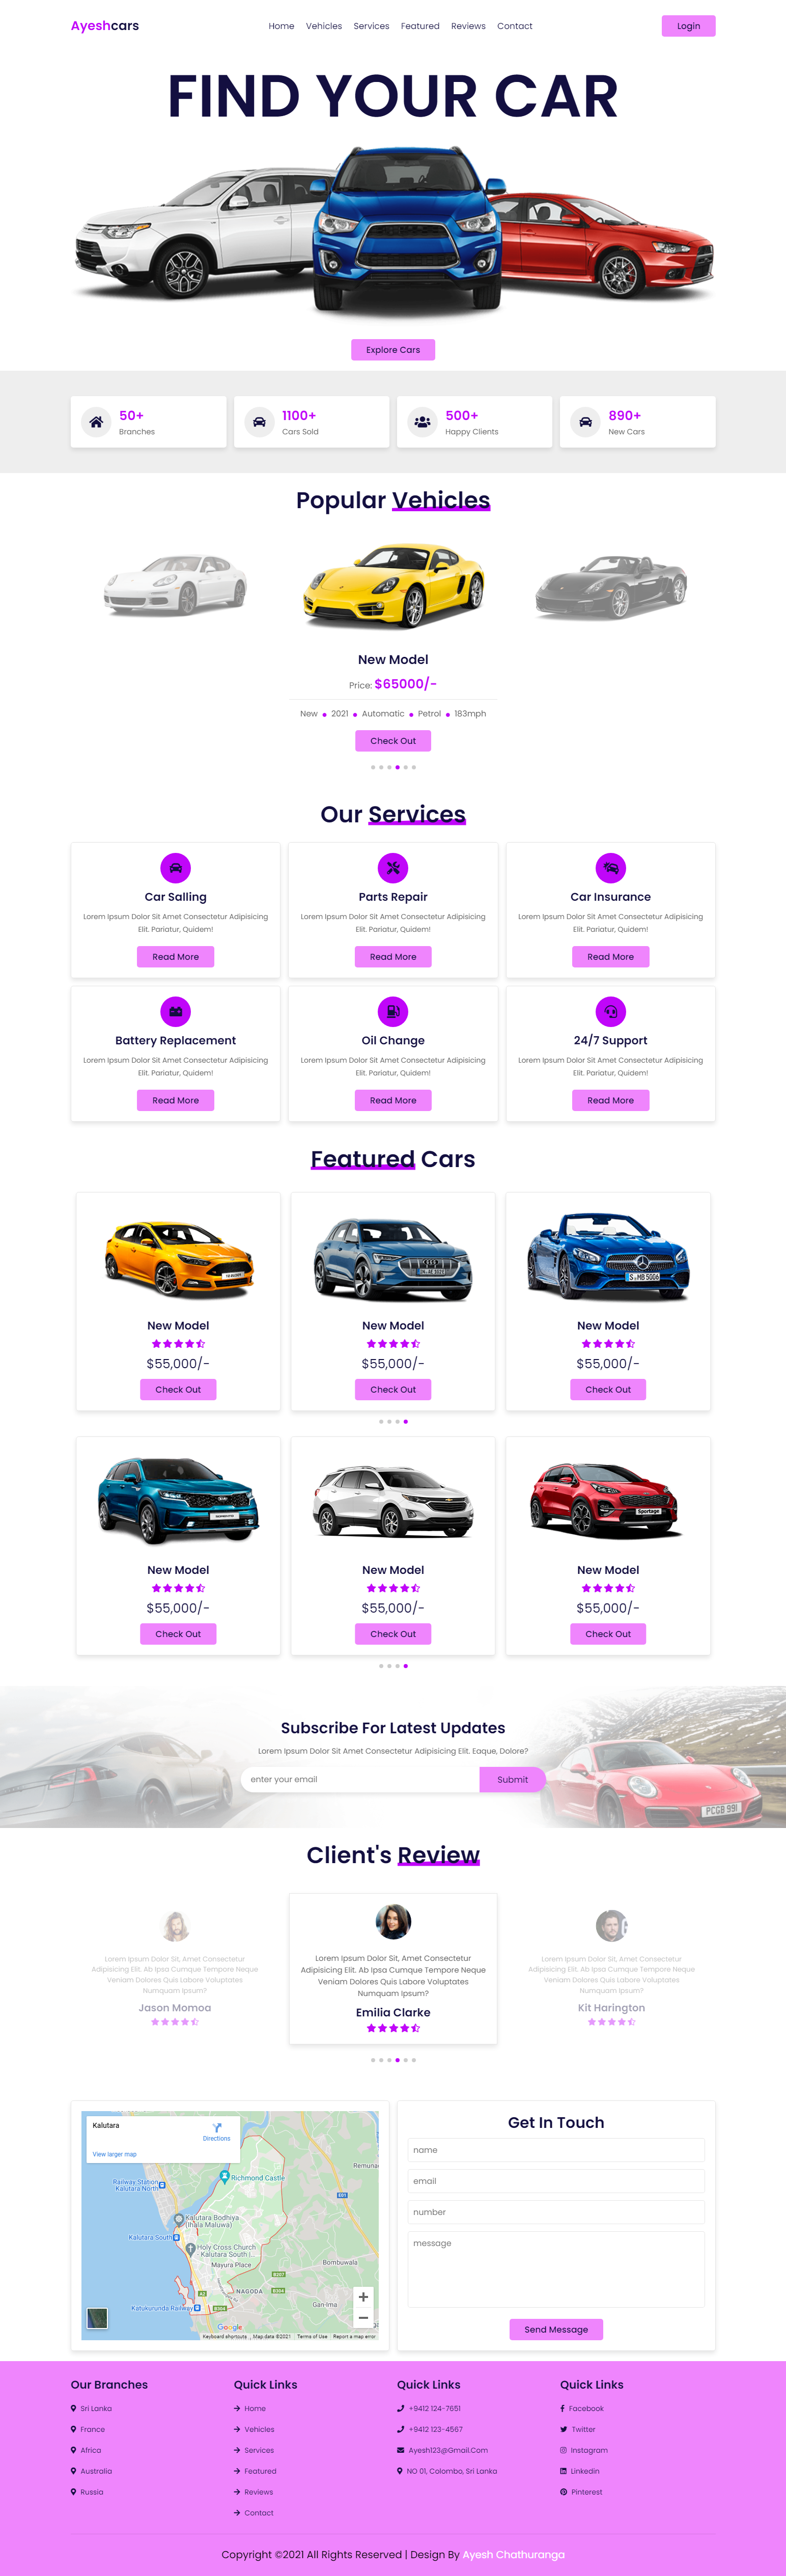 Ayeshcars
Home Vehicles Services Featured Reviews Contact
Login
FIND YOUR CAR
Explore Cars
50+
Branches
1100+
Cars Sold
500+
Happy Clients
890+
New Cars
Popular Vehicles
New Model
Price: $65000/-
New 2021 Automatic Petrol 183mph
Check Out
Our Services
Car Salling
Lorem Ipsum Dolor Sit Amet Consectetur Adipisicing
Elit. Pariatur, Quidem!
Read More
Parts Repair
Lorem Ipsum Dolor Sit Amet Consectetur Adipisicing
Elit. Pariatur, Quidem!
Read More
Car Insurance
Lorem Ipsum Dolor Sit Amet Consectetur Adipisicing
Elit. Pariatur, Quidem!
Read More
Battery Replacement
Lorem Ipsum Dolor Sit Amet Consectetur Adipisicing
Elit. Pariatur, Quidem!
Read More
Oil Change
Lorem Ipsum Dolor Sit Amet Consectetur Adipisicing
Elit. Pariatur, Quidem!
Read More
24/7 Support
Lorem Ipsum Dolor Sit Amet Consectetur Adipisicing
Elit. Pariatur, Quidem!
Read More
Featured Cars
New Model
$55,000/-
Check Out
New Model
$55,000/-
Check Out
S MB 5006
New Model
$55,000/-
Check Out
New Model
$55,000/-
Check Out
New Model
$55,000/-
Check Out
Sportage
New Model
$55,000/-
Check Out
Subscribe For Latest Updates
Lorem Ipsum Dolor Sit Amet Consectetur Adipisicing Elit. Eaque, Dolore?
enter your email
Submit
PCGB 991
Client's Review
Lorem Ipsum Dolor Sit, Amet Consectetur
Adipisicing Elit. Ab Ipsa Cumque Tempore Neque
Veniam Dolores Quis Labore Voluptates
Numquam Ipsum?
Jason Momoa
Lorem Ipsum Dolor Sit, Amet Consectetur
Adipisicing Elit. Ab Ipsa Cumque Tempore Neque
Veniam Dolores Quis Labore Voluptates
Numquam Ipsum?
Emilia Clarke
Lorem Ipsum Dolor Sit, Amet Consectetur
Adipisicing Elit. Ab Ipsa Cumque Tempore Neque
Veniam Dolores Quis Labore Voluptates
Numquam Ipsum?
Kit Harington
Kalutara
Directions
View larger map
Remuna
Richmond Castle
Railway Station
Kalutara North
Kalutara Bodhiya
(Ihala Maluwa)
Kalutara South
Holy Cross Church
- Kalutara South I...
Mayura Place
Bombuwala
NAGODA
Gan-Ima
Katukurunda Railway
Google
Keyboard shortcuts Map data ©2021 Terms of Use Report a map error
Get In Touch
name
email
number
message
Send Message
Our Branches
Sri Lanka
France
Africa
Australia
Russia
Quick Links
Home
Vehicles
Services
Featured
Reviews
Contact
Quick Links
+9412 124-7651
+9412 123-4567
Ayesh123@Gmail.Com
NO 01, Colombo, Sri Lanka
Quick Links
Facebook
Twitter
Instagram
Linkedin
Pinterest
Copyright ©2021 All Rights Reserved | Design By Ayesh Chathuranga